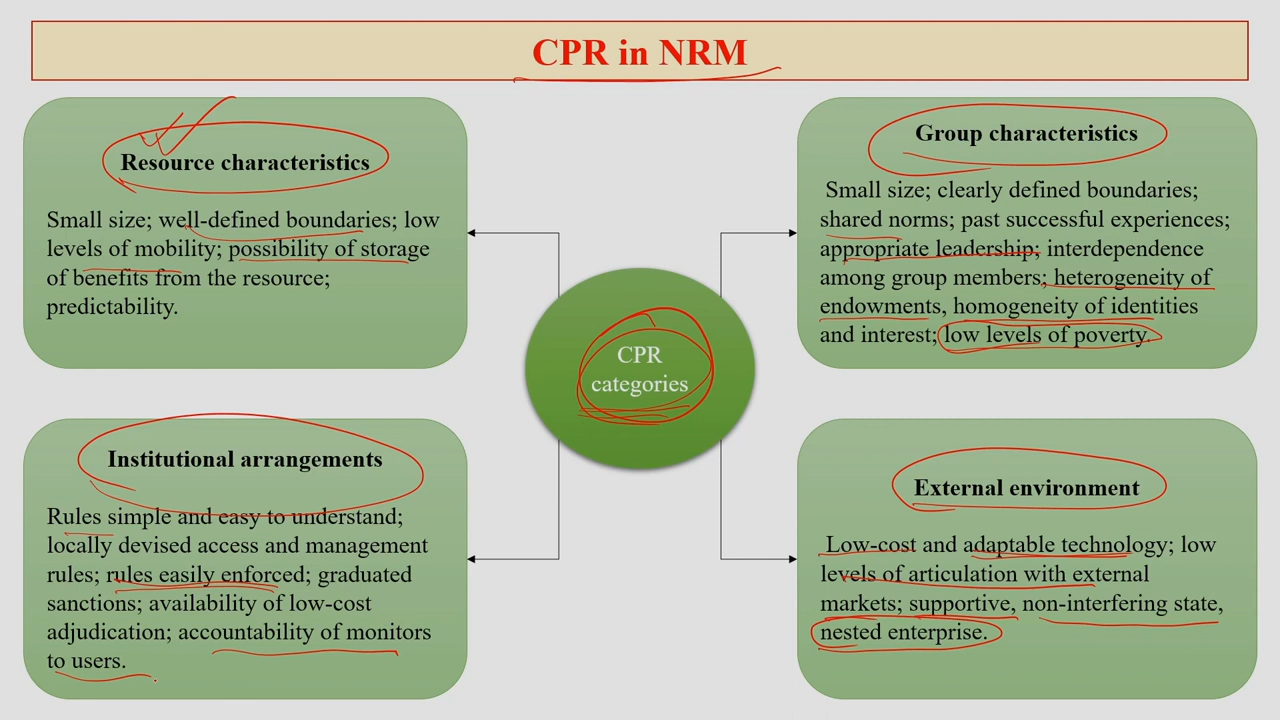 CPR in NRM
Resource characteristics
Small size; well-defined boundaries; low
levels of mobility; possibility of storage
of benefits from the resource;
predictability.
Group characteristics
Small size; clearly defined boundaries;
shared norms; past successful experiences;
appropriate leadership; interdependence
among group members; heterogeneity of
endowments, homogeneity of identities
and interest; low levels of poverty.
CPR
categories
Institutional arrangements
Rules simple and easy to understand;
locally devised access and management
rules; rules easily enforced; graduated
sanctions; availability of low-cost
adjudication; accountability of monitors
to users.
External environment
Low-cost and adaptable technology; low
levels of articulation with external
markets; supportive, non-interfering state,
nested enterprise.